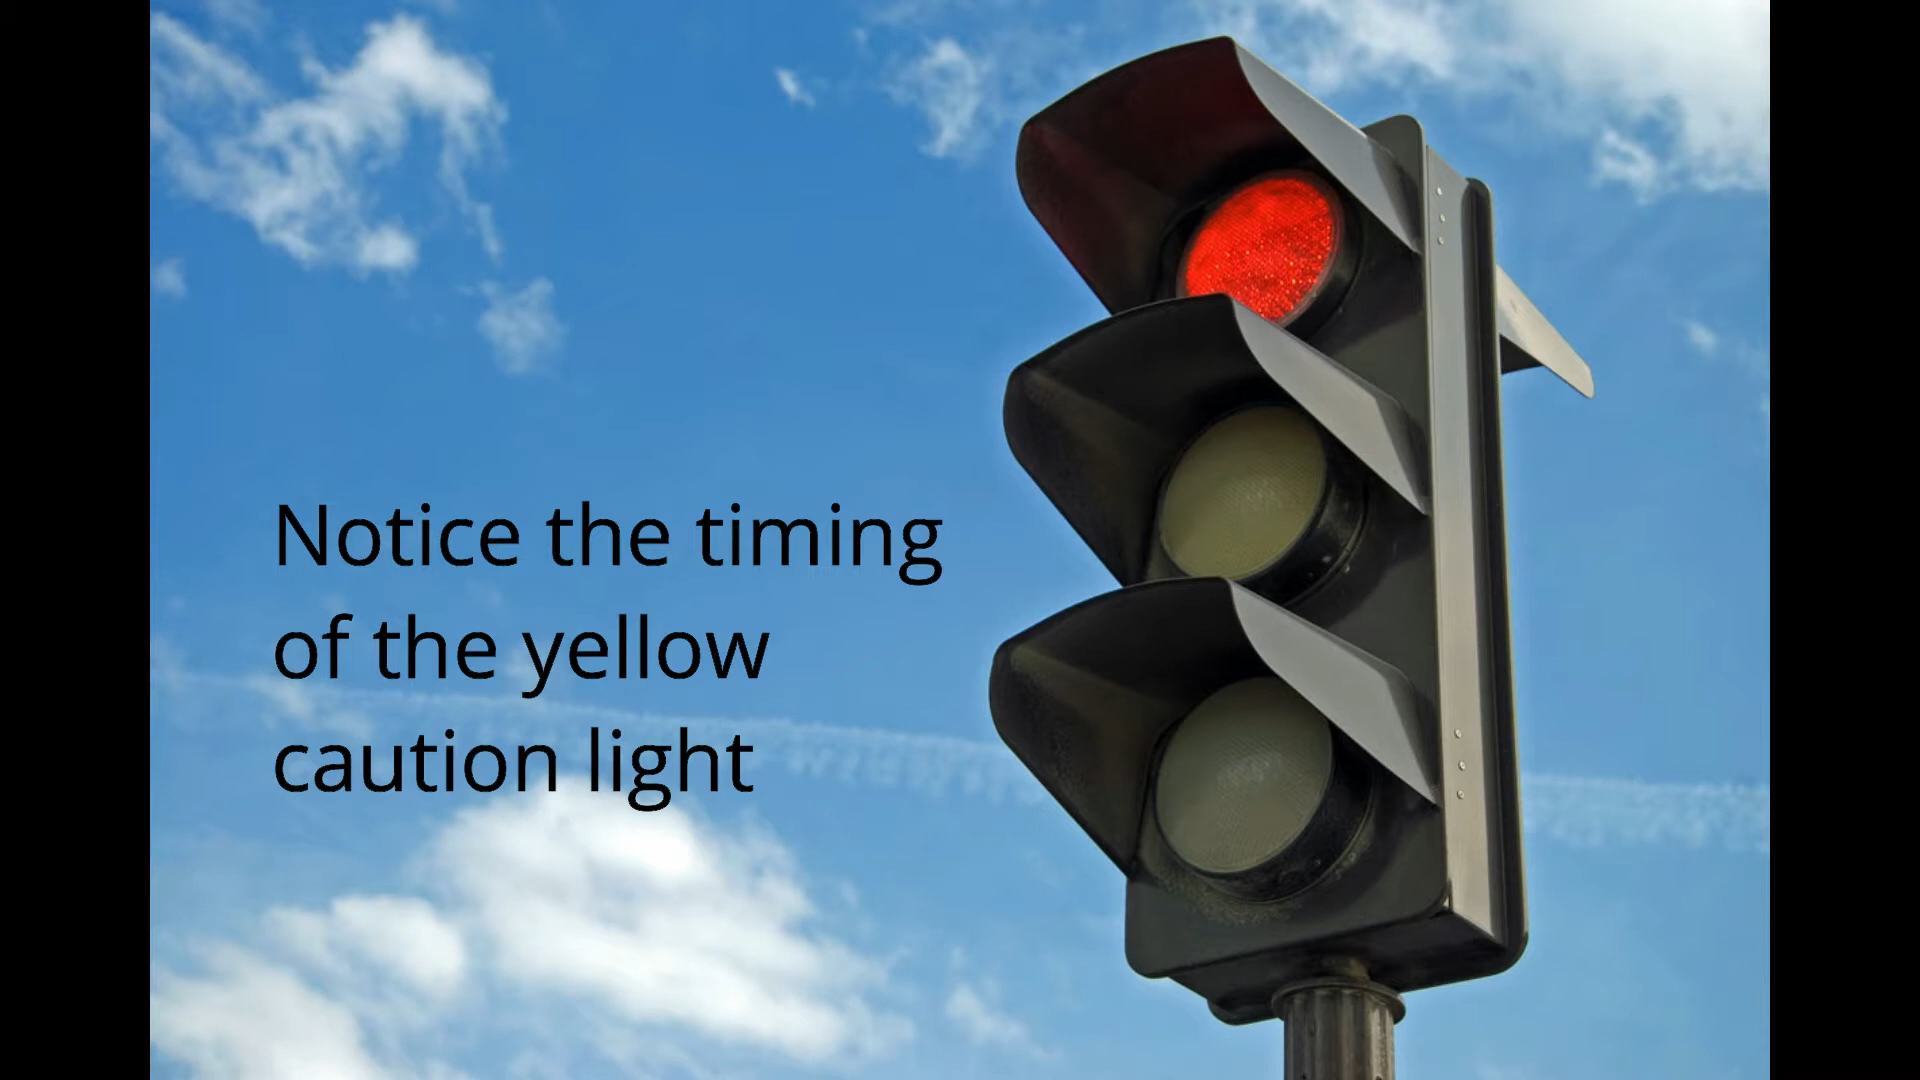 Notice the timing
of the yellow
caution light